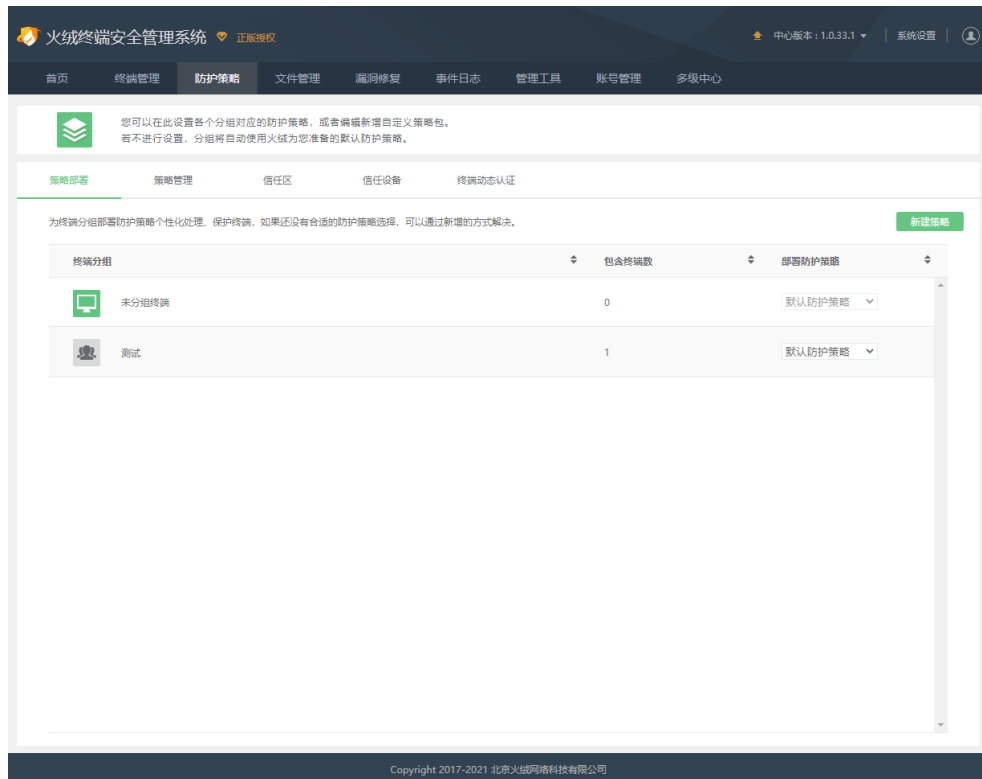 火绒终端安全管理系统 正版授权 中心版本：1.0.33.1 系统设置
首页 终端管理 防护策略 文件管理 漏洞修复 事件日志 管理工具 账号管理 多级中心
您可以在此设置各个分组对应的防护策略，或者编辑新增自定义策略包。
若不进行设置，分组将自动使用火绒为您准备的默认防护策略。
策略部署 策略管理 信任区 信任设备 终端动态认证
为终端分组部署防护策略个性化处理、保护终端，如果还没有合适的防护策略选择，可以通过新增的方式解决。 新建策略
终端分组 包含终端数 部署防护策略
未分组终端 0 默认防护策略
测试 1 默认防护策略
Copyright 2017-2021 北京火绒网络科技有限公司